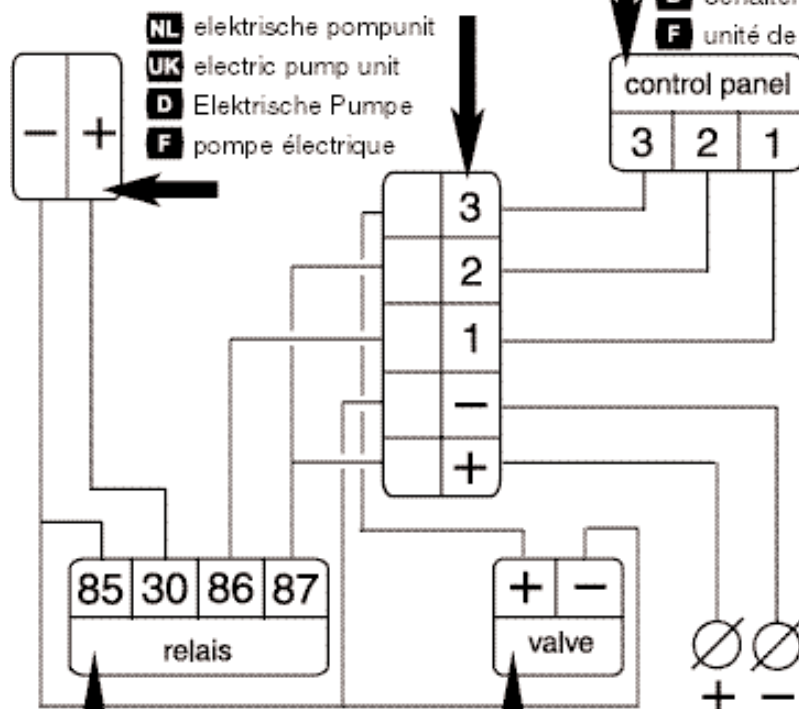 NL elektrische pompunit
UK electric pump unit
D Elektrische Pumpe
F pompe électrique
F unité de
control panel
3 2 1
− +
3
2
1
−
+
85 30 86 87
relais
+ −
valve
+ −